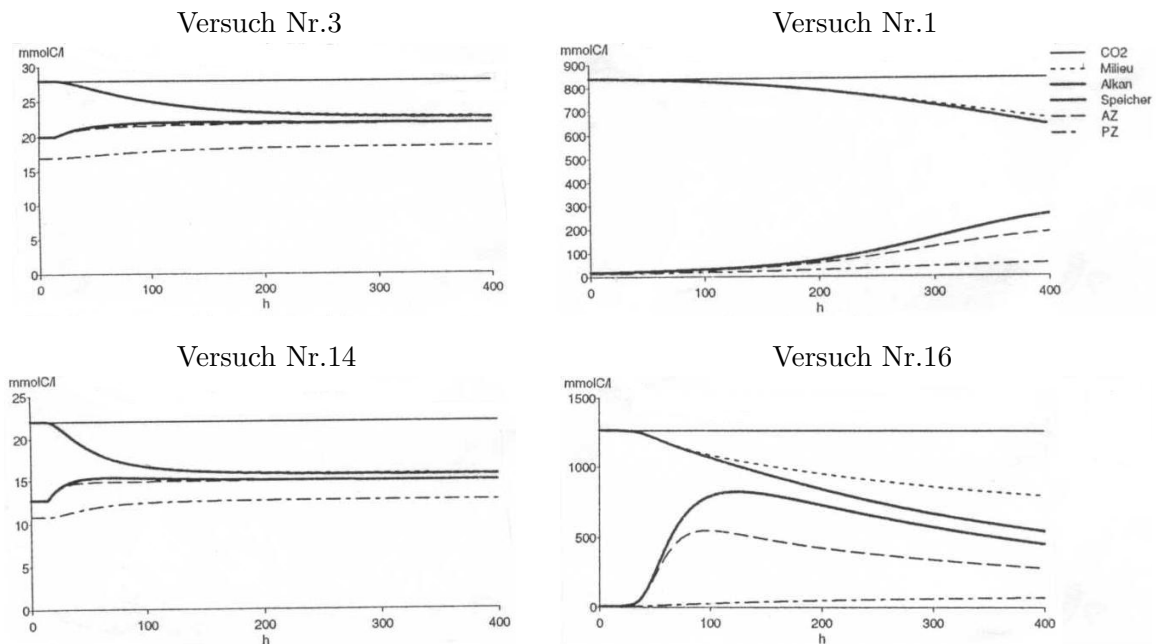 Versuch Nr.3
mmolC/l
30
25
20
15
10
5
0
0 100 200 300 400
h
Versuch Nr.1
mmolC/l
900
800
700
600
500
400
300
200
100
0
0 100 200 300 400
h
CO2
Milieu
Alkan
Speicher
AZ
PZ
Versuch Nr.14
mmolC/l
25
20
15
10
5
0
0 100 200 300 400
h
Versuch Nr.16
mmolC/l
1500
1000
500
0
0 100 200 300 400
h